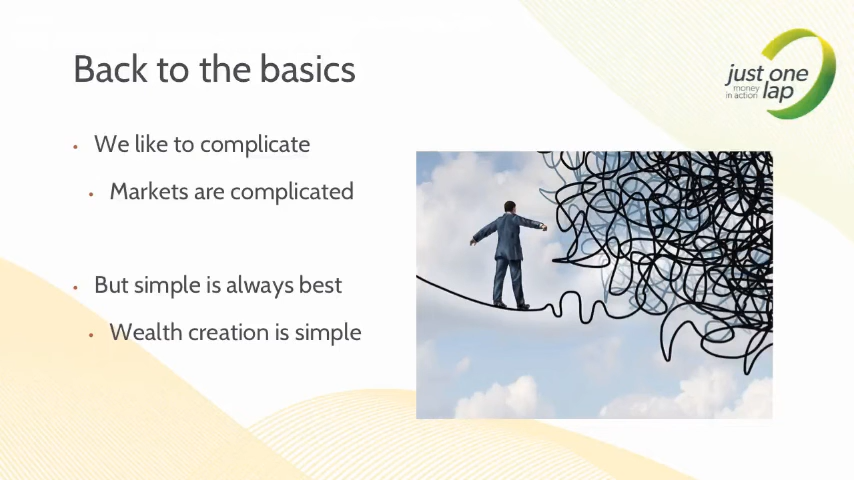 Back to the basics
just one
money
in action
lap
• We like to complicate
• Markets are complicated
• But simple is always best
• Wealth creation is simple